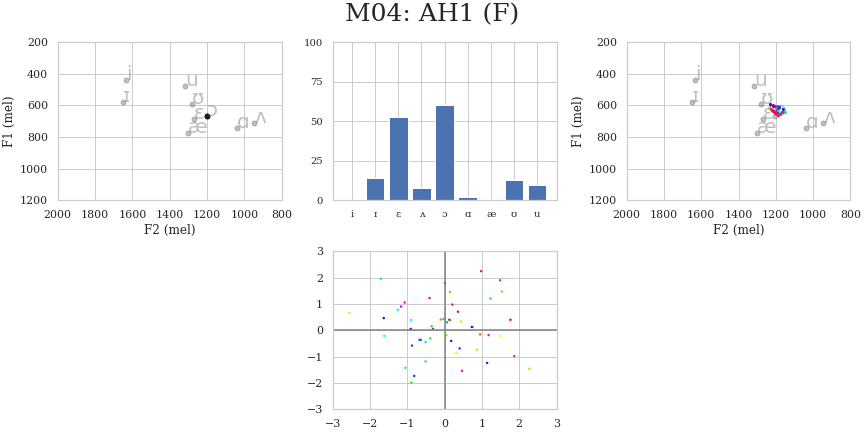 M04: AH1 (F)
200 100 200
400 i u 75 400 i u
600 ɪ ʊ 50 600 ɪ ʊ
F1 (mel) F1 (mel)
ɛ ɔ ɛ
800 æ ɑ ʌ 800 æ ɑ ʌ
1000 25 1000
1200 0 1200
2000 1800 1600 1400 1200 1000 800 i ɪ ɛ ʌ ɔ ɑ æ ʊ u 2000 1800 1600 1400 1200 1000 800
F2 (mel) F2 (mel)
3
2
1
0
−1
−2
−3
−3 −2 −1 0 1 2 3